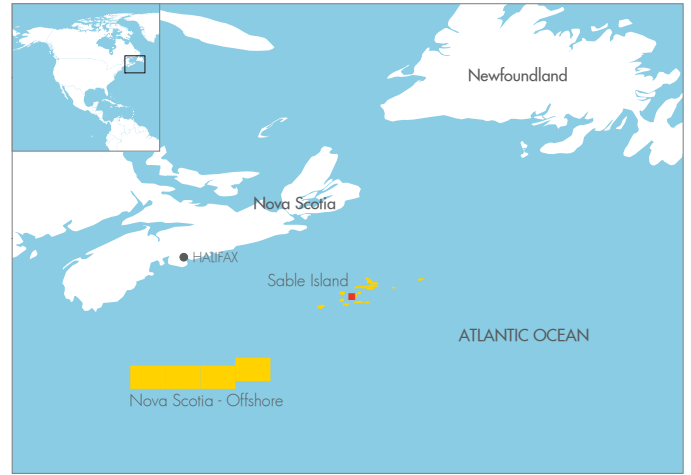 Newfoundland
Nova Scotia
HALIFAX
Sable Island
ATLANTIC OCEAN
Nova Scotia - Offshore